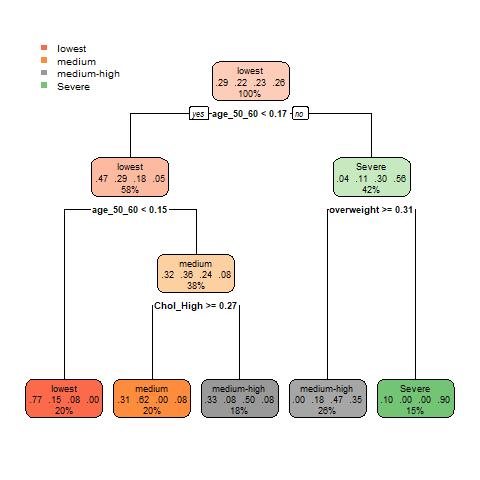 lowest
medium
medium-high
Severe
lowest
.29 .22 .23 .26
100%
yes age_50_60 < 0.17 no
lowest
.47 .29 .18 .05
58%
Severe
.04 .11 .30 .56
42%
age_50_60 < 0.15
overweight >= 0.31
medium
.32 .36 .24 .08
38%
Chol_High >= 0.27
lowest
.77 .15 .08 .00
20%
medium
.31 .62 .00 .08
20%
medium-high
.33 .08 .50 .08
18%
medium-high
.00 .18 .47 .35
26%
Severe
.10 .00 .00 .90
15%